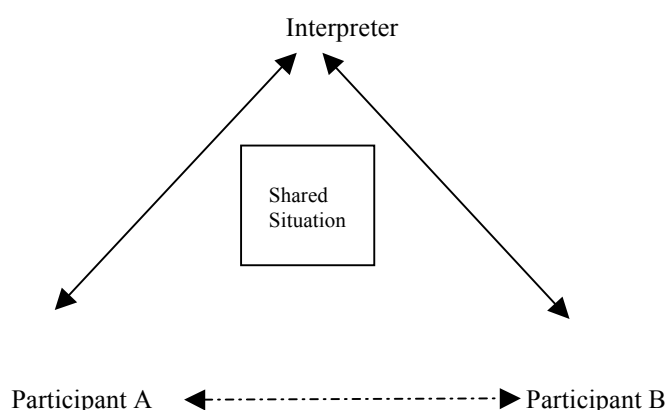 Interpreter
Shared
Situation
Participant A
Participant B